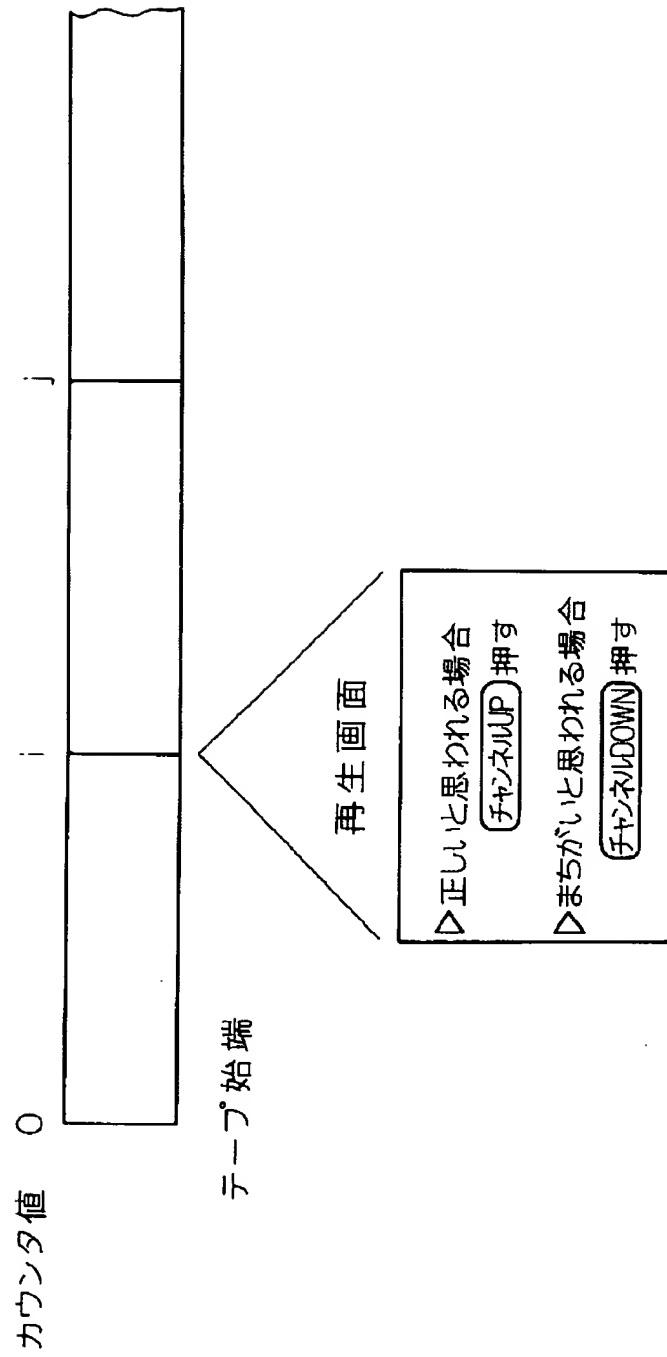 カウンタ値 0 i j
テープ始端
再生画面
▷正しいと思われる場合
チャンネルUP 押す
▷まちがいと思われる場合
チャンネルDOWN 押す